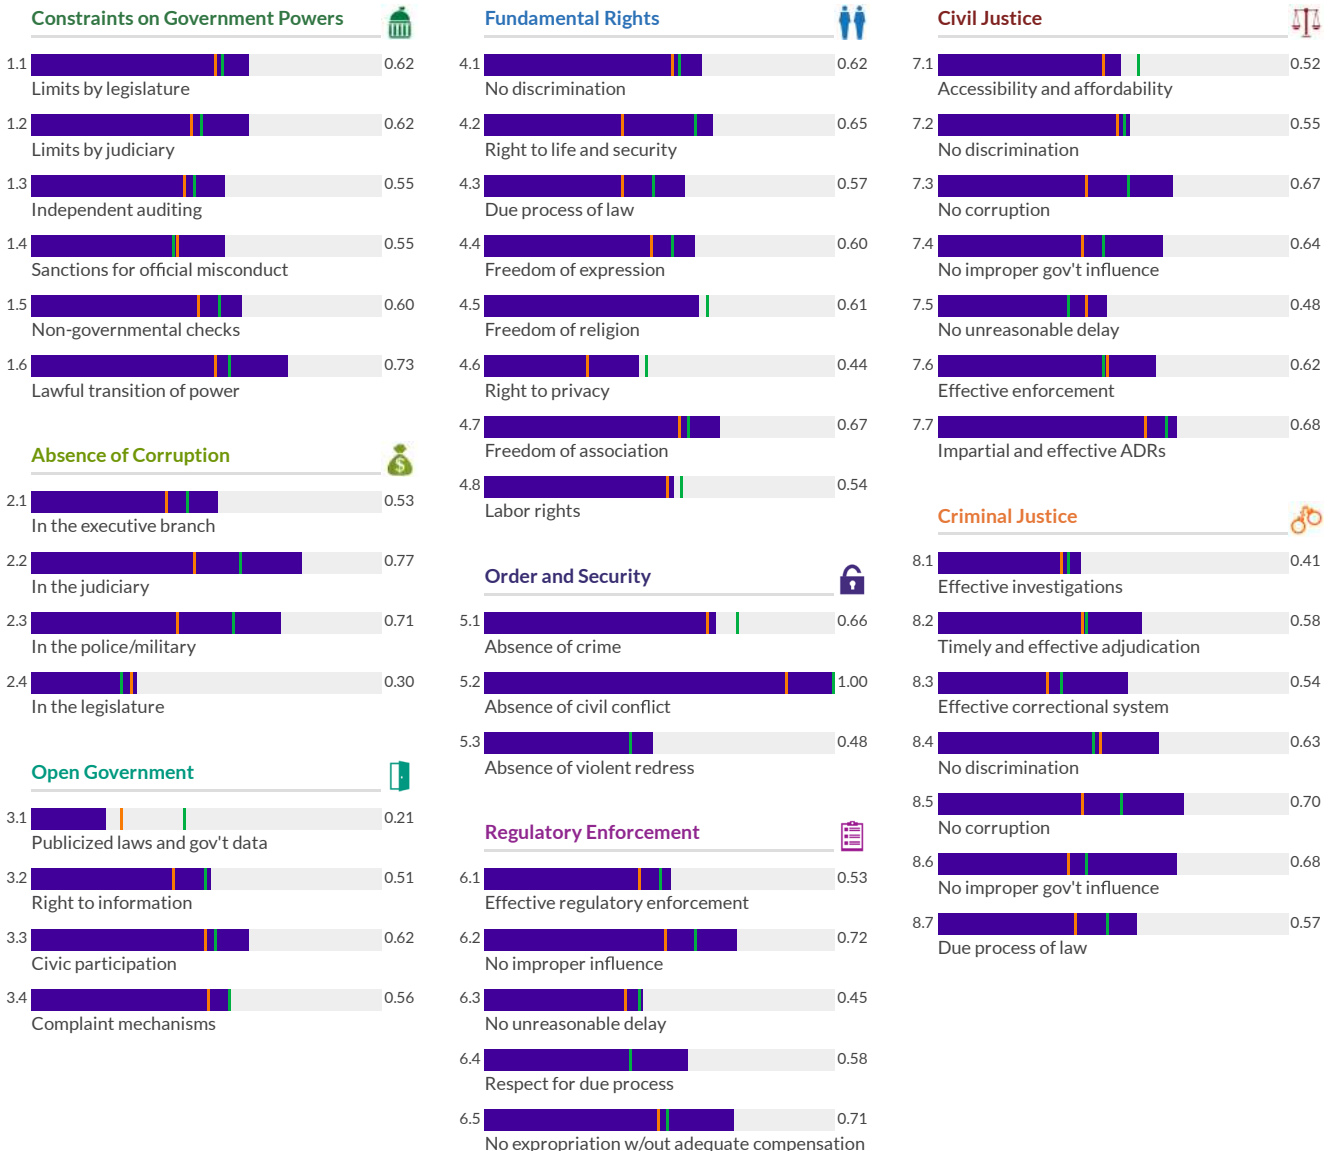 Constraints on Government Powers
1.1 0.62
Limits by legislature
1.2 0.62
Limits by judiciary
1.3 0.55
Independent auditing
1.4 0.55
Sanctions for official misconduct
1.5 0.60
Non-governmental checks
1.6 0.73
Lawful transition of power
Absence of Corruption
$
2.1 0.53
In the executive branch
2.2 0.77
In the judiciary
2.3 0.71
In the police/military
2.4 0.30
In the legislature
Open Government
3.1 0.21
Publicized laws and gov't data
3.2 0.51
Right to information
3.3 0.62
Civic participation
3.4 0.56
Complaint mechanisms
Fundamental Rights
4.1 0.62
No discrimination
4.2 0.65
Right to life and security
4.3 0.57
Due process of law
4.4 0.60
Freedom of expression
4.5 0.61
Freedom of religion
4.6 0.44
Right to privacy
4.7 0.67
Freedom of association
4.8 0.54
Labor rights
Order and Security
5.1 0.66
Absence of crime
5.2 1.00
Absence of civil conflict
5.3 0.48
Absence of violent redress
Regulatory Enforcement
6.1 0.53
Effective regulatory enforcement
6.2 0.72
No improper influence
6.3 0.45
No unreasonable delay
6.4 0.58
Respect for due process
6.5 0.71
No expropriation w/out adequate compensation
Civil Justice
7.1 0.52
Accessibility and affordability
7.2 0.55
No discrimination
7.3 0.67
No corruption
7.4 0.64
No improper gov't influence
7.5 0.48
No unreasonable delay
7.6 0.62
Effective enforcement
7.7 0.68
Impartial and effective ADRs
Criminal Justice
8.1 0.41
Effective investigations
8.2 0.58
Timely and effective adjudication
8.3 0.54
Effective correctional system
8.4 0.63
No discrimination
8.5 0.70
No corruption
8.6 0.68
No improper gov't influence
8.7 0.57
Due process of law